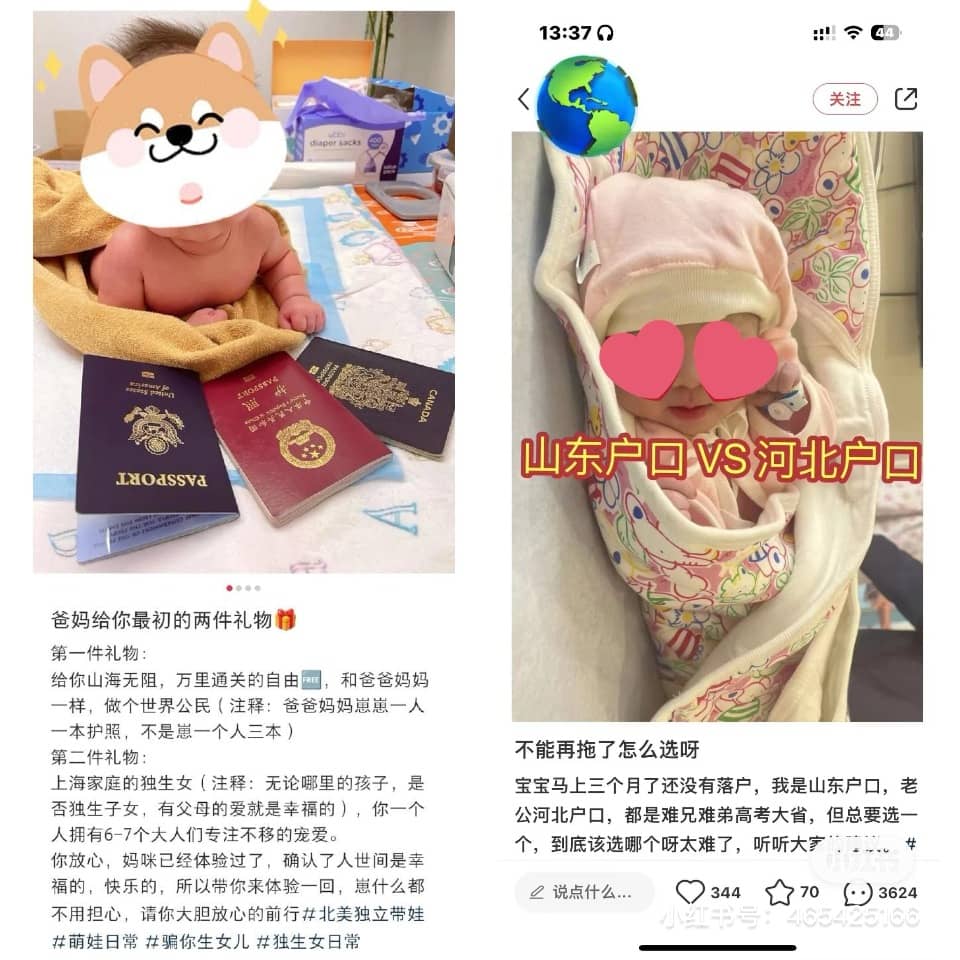 diaper sacks
United States
of America
PASSPORT
中华人民共和国
护照
PASSPORT
CANADA
PASSPORT
A
爸妈给你最初的两件礼物
第一件礼物：
给你山海无阻，万里通关的自由FREE，和爸爸妈妈
一样，做个世界公民（注释：爸爸妈妈崽崽一人
一本护照，不是崽一个人三本）
第二件礼物：
上海家庭的独生女（注释：无论哪里的孩子，是
否独生子女，有父母的爱就是幸福的），你一个
人拥有6-7个大人们专注不移的宠爱。
你放心，妈咪已经体验过了，确认了人世间是幸
福的，快乐的，所以带你来体验一回，崽什么都
不用担心，请你大胆放心的前行#北美独立带娃
#萌娃日常 #骗你生女儿 #独生女日常
13:37
44
关注
山东户口 VS 河北户口
不能再拖了怎么选呀
宝宝马上三个月了还没有落户，我是山东户口，老
公河北户口，都是难兄难弟高考大省，但总要选一
个，到底该选哪个呀太难了，听听大家的建议。#
说点什么...
344
70
3624
小红书
小红书号：465425166